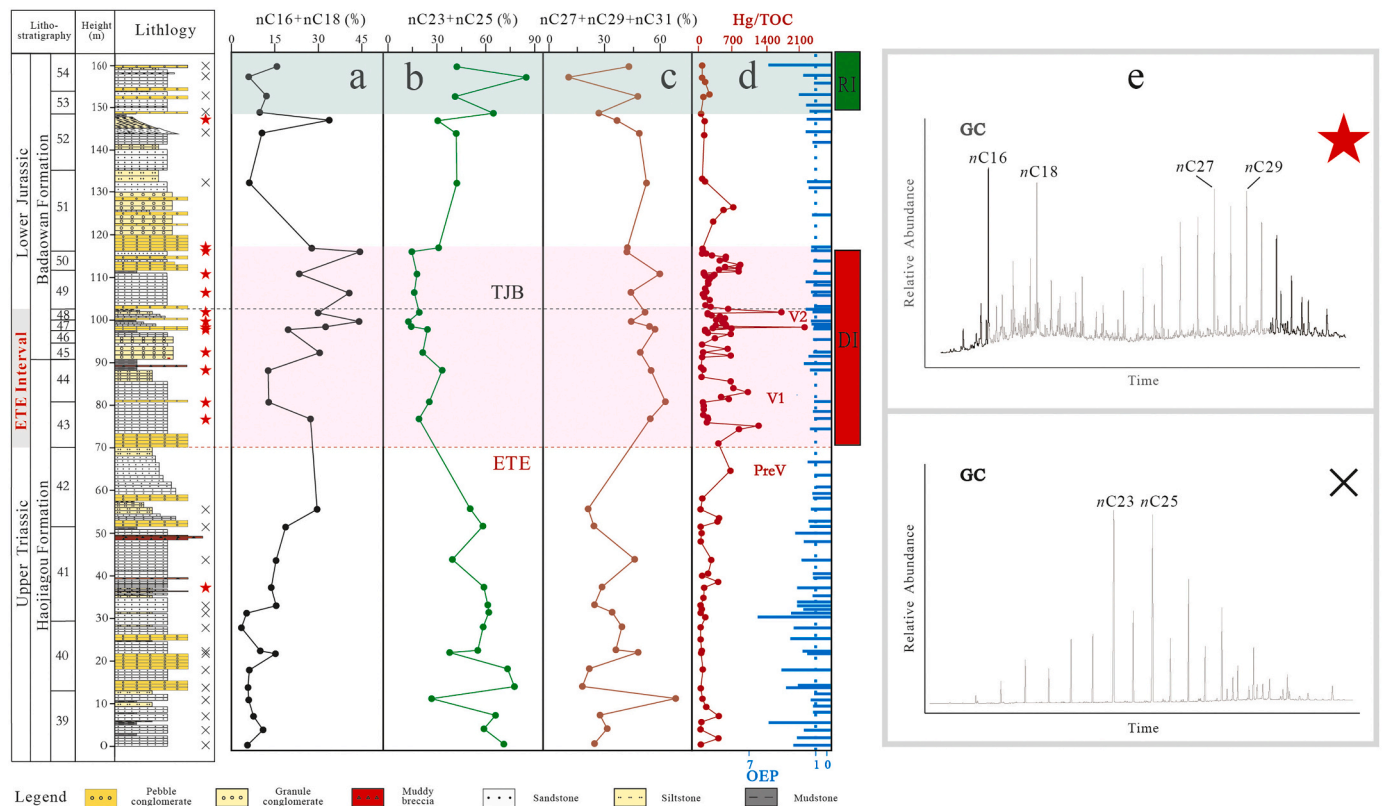 Litho-
stratigraphy
Height
(m)
Lithlogy
nC16+nC18 (%)
nC23+nC25 (%)
nC27+nC29+nC31 (%)
Hg/TOC
0 15 30 45
0 30 60 90
0 30 60
0 700 1400 2100
a
b
c
d
e
RI
DI
Lower Jurassic
Upper Triassic
ETE Interval
Badaowan Formation
Haojiagou Formation
54
53
52
51
50
49
48
47
46
45
44
43
42
41
40
39
160
150
140
130
120
110
100
90
80
70
60
50
40
30
20
10
0
TJB
ETE
V2
V1
PreV
7 1 0
OEP
GC
nC16
nC18
nC27
nC29
Relative Abundance
Time
GC
nC23 nC25
Relative Abundance
Time
Legend
Pebble
conglomerate
Granule
conglomerate
Muddy
breccia
Sandstone
Siltstone
Mudstone